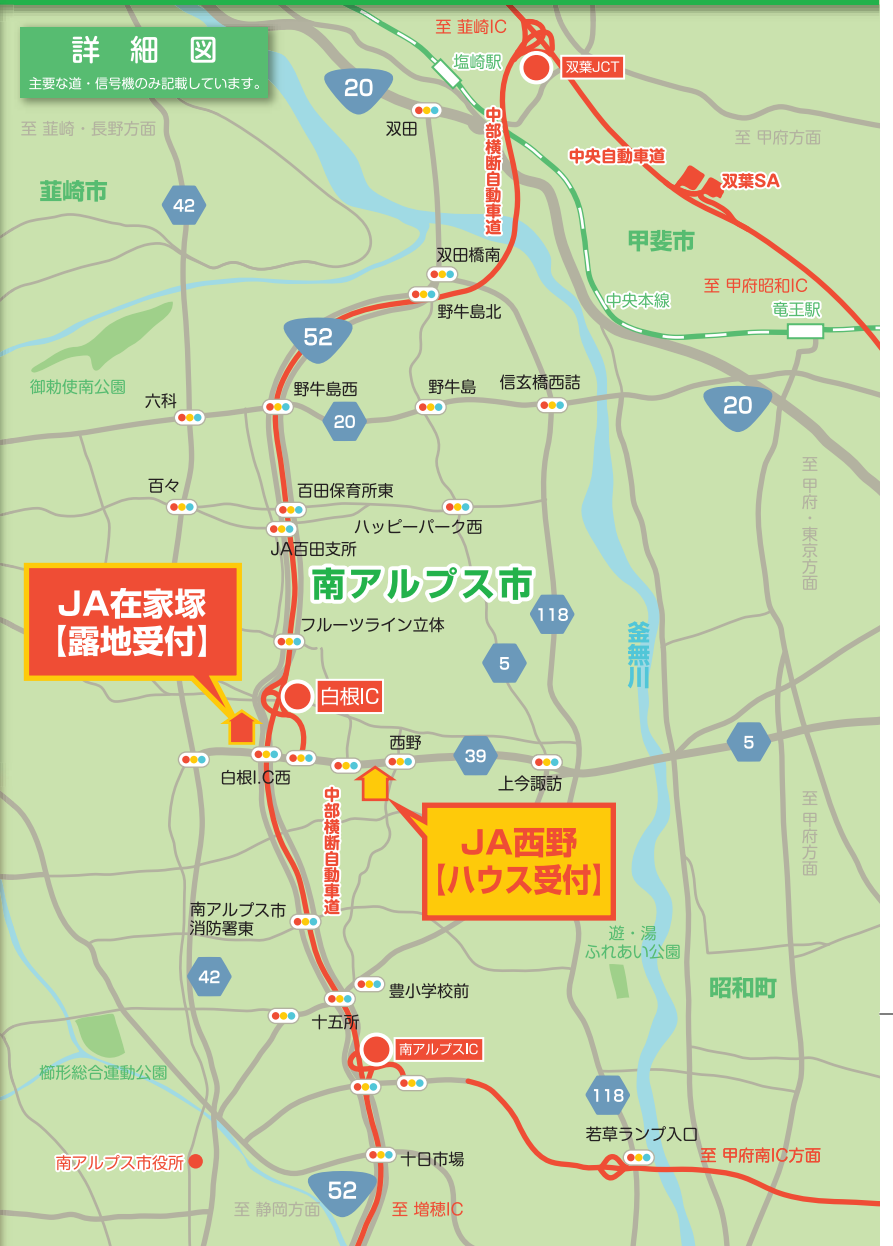 詳細図
主要な道・信号機のみ記載しています。
至 韮崎IC
塩崎駅
双葉JCT
20
双田
中部横断自動車道
至 韮崎・長野方面
至 甲府方面
中央自動車道
双葉SA
韮崎市
42
甲斐市
双田橋南
至 甲府昭和IC
中央本線
竜王駅
野牛島北
52
御勅使南公園
六科
野牛島西
野牛島
信玄橋西詰
20
20
百々
百田保育所東
ハッピーパーク西
JA百田支所
至 甲府・東京方面
南アルプス市
JA在家塚
【露地受付】
118
フルーツライン立体
釜無川
5
白根IC
西野
39
5
白根I.C西
上今諏訪
中部横断自動車道
至 甲府方面
JA西野
【ハウス受付】
南アルプス市
消防署東
遊・湯
ふれあい公園
42
豊小学校前
昭和町
十五所
南アルプスIC
櫛形総合運動公園
118
若草ランプ入口
南アルプス市役所
十日市場
至 甲府南IC方面
52
至 静岡方面
至 増穂IC